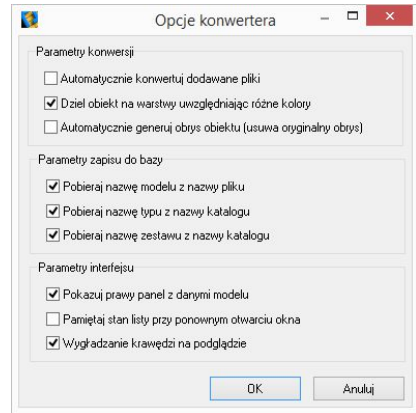 Opcje konwertera
Parametry konwersji
Automatycznie konwertuj dodawane pliki
Dziel obiekt na warstwy uwzględniając różne kolory
Automatycznie generuj obrys obiektu (usuwa oryginalny obrys)
Parametry zapisu do bazy
Pobieraj nazwę modelu z nazwy pliku
Pobieraj nazwę typu z nazwy katalogu
Pobieraj nazwę zestawu z nazwy katalogu
Parametry interfejsu
Pokazuj prawy panel z danymi modelu
Pamiętaj stan listy przy ponownym otwarciu okna
Wygładzanie krawędzi na podglądzie
OK Anuluj